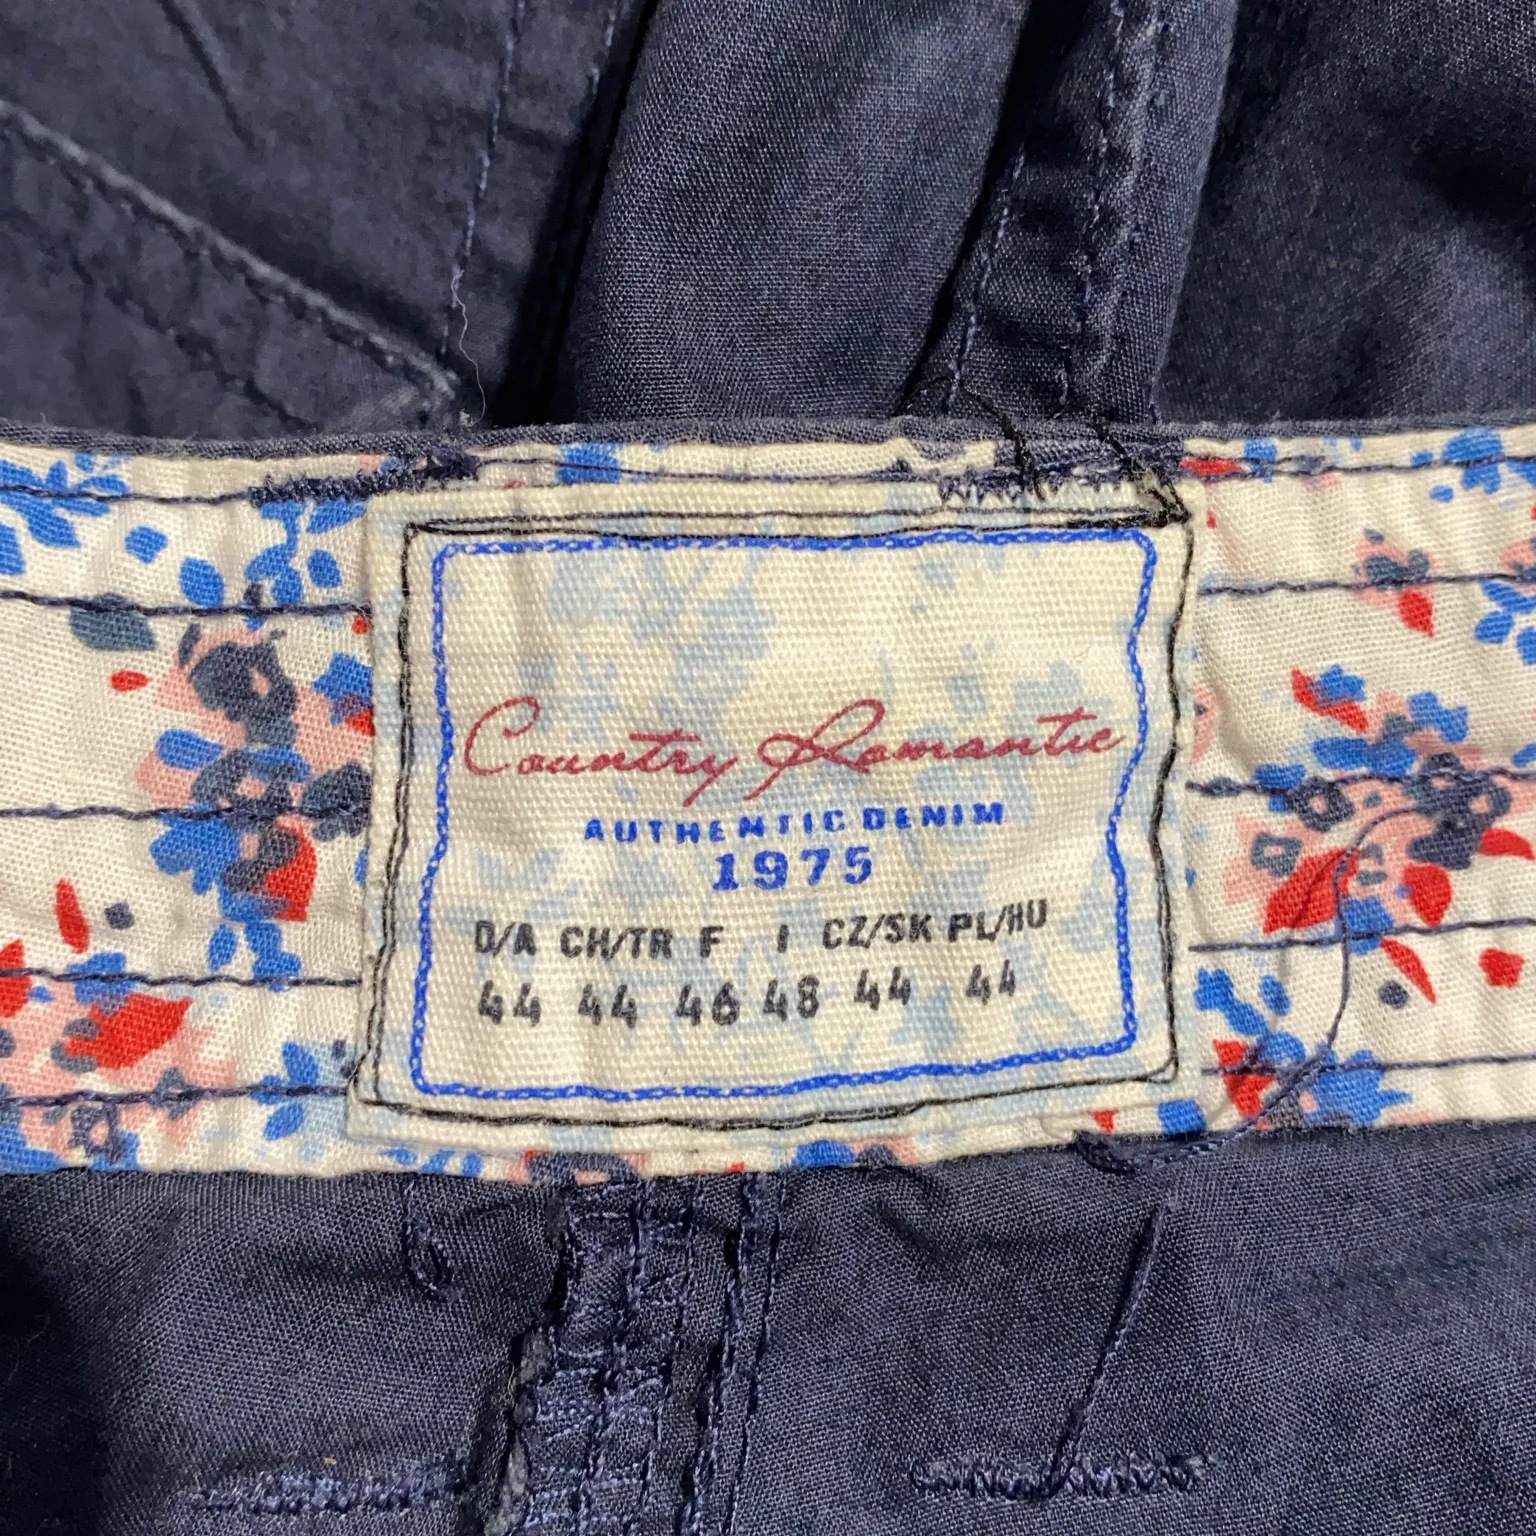 Country Romantic
AUTHENTIC DENIM
1975
D/A CH/TR F I CZ/SK PL/HU
44 44 46 48 44 44